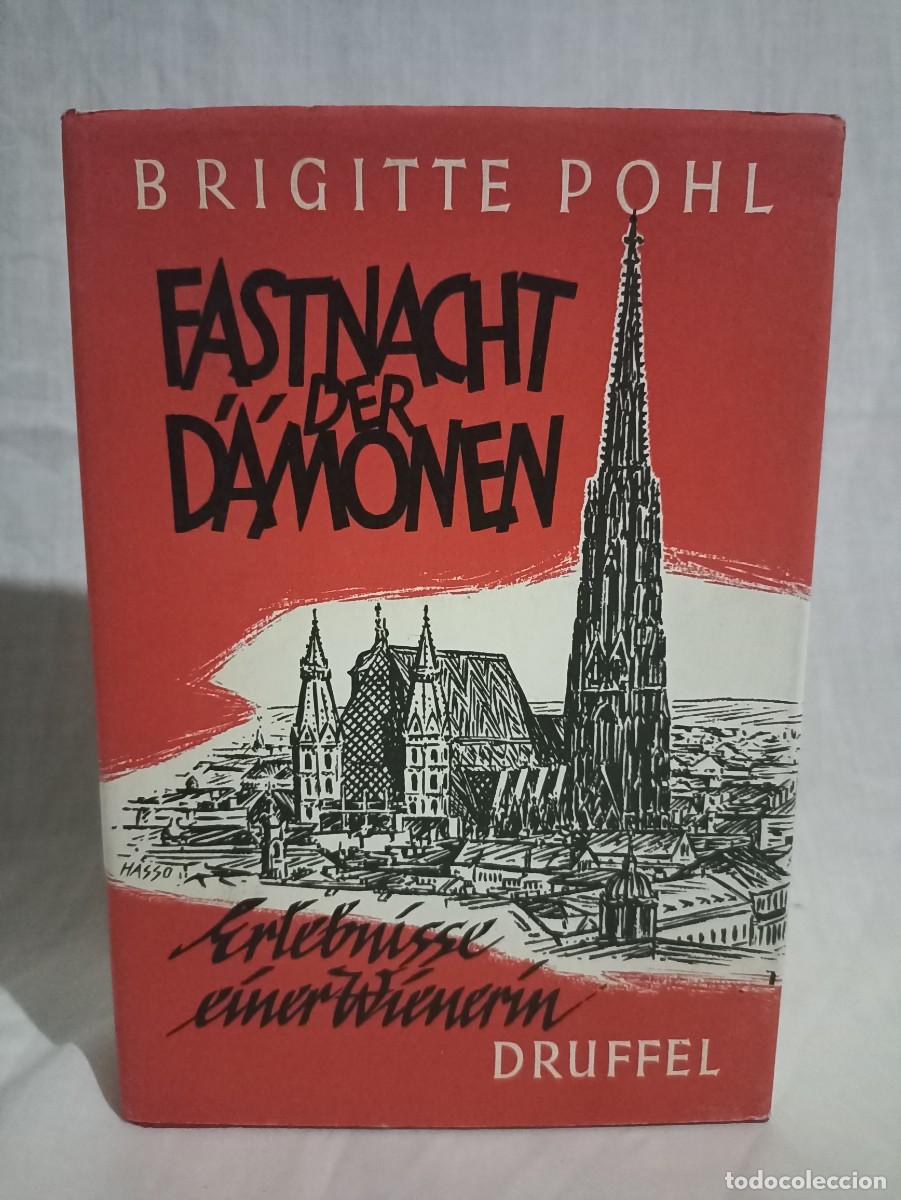 BRIGITTE POHL
FASTNACHT
DER
DÄMONEN
HASSO
Erlebnisse
einer Wienerin
DRUFFEL
todocoleccion